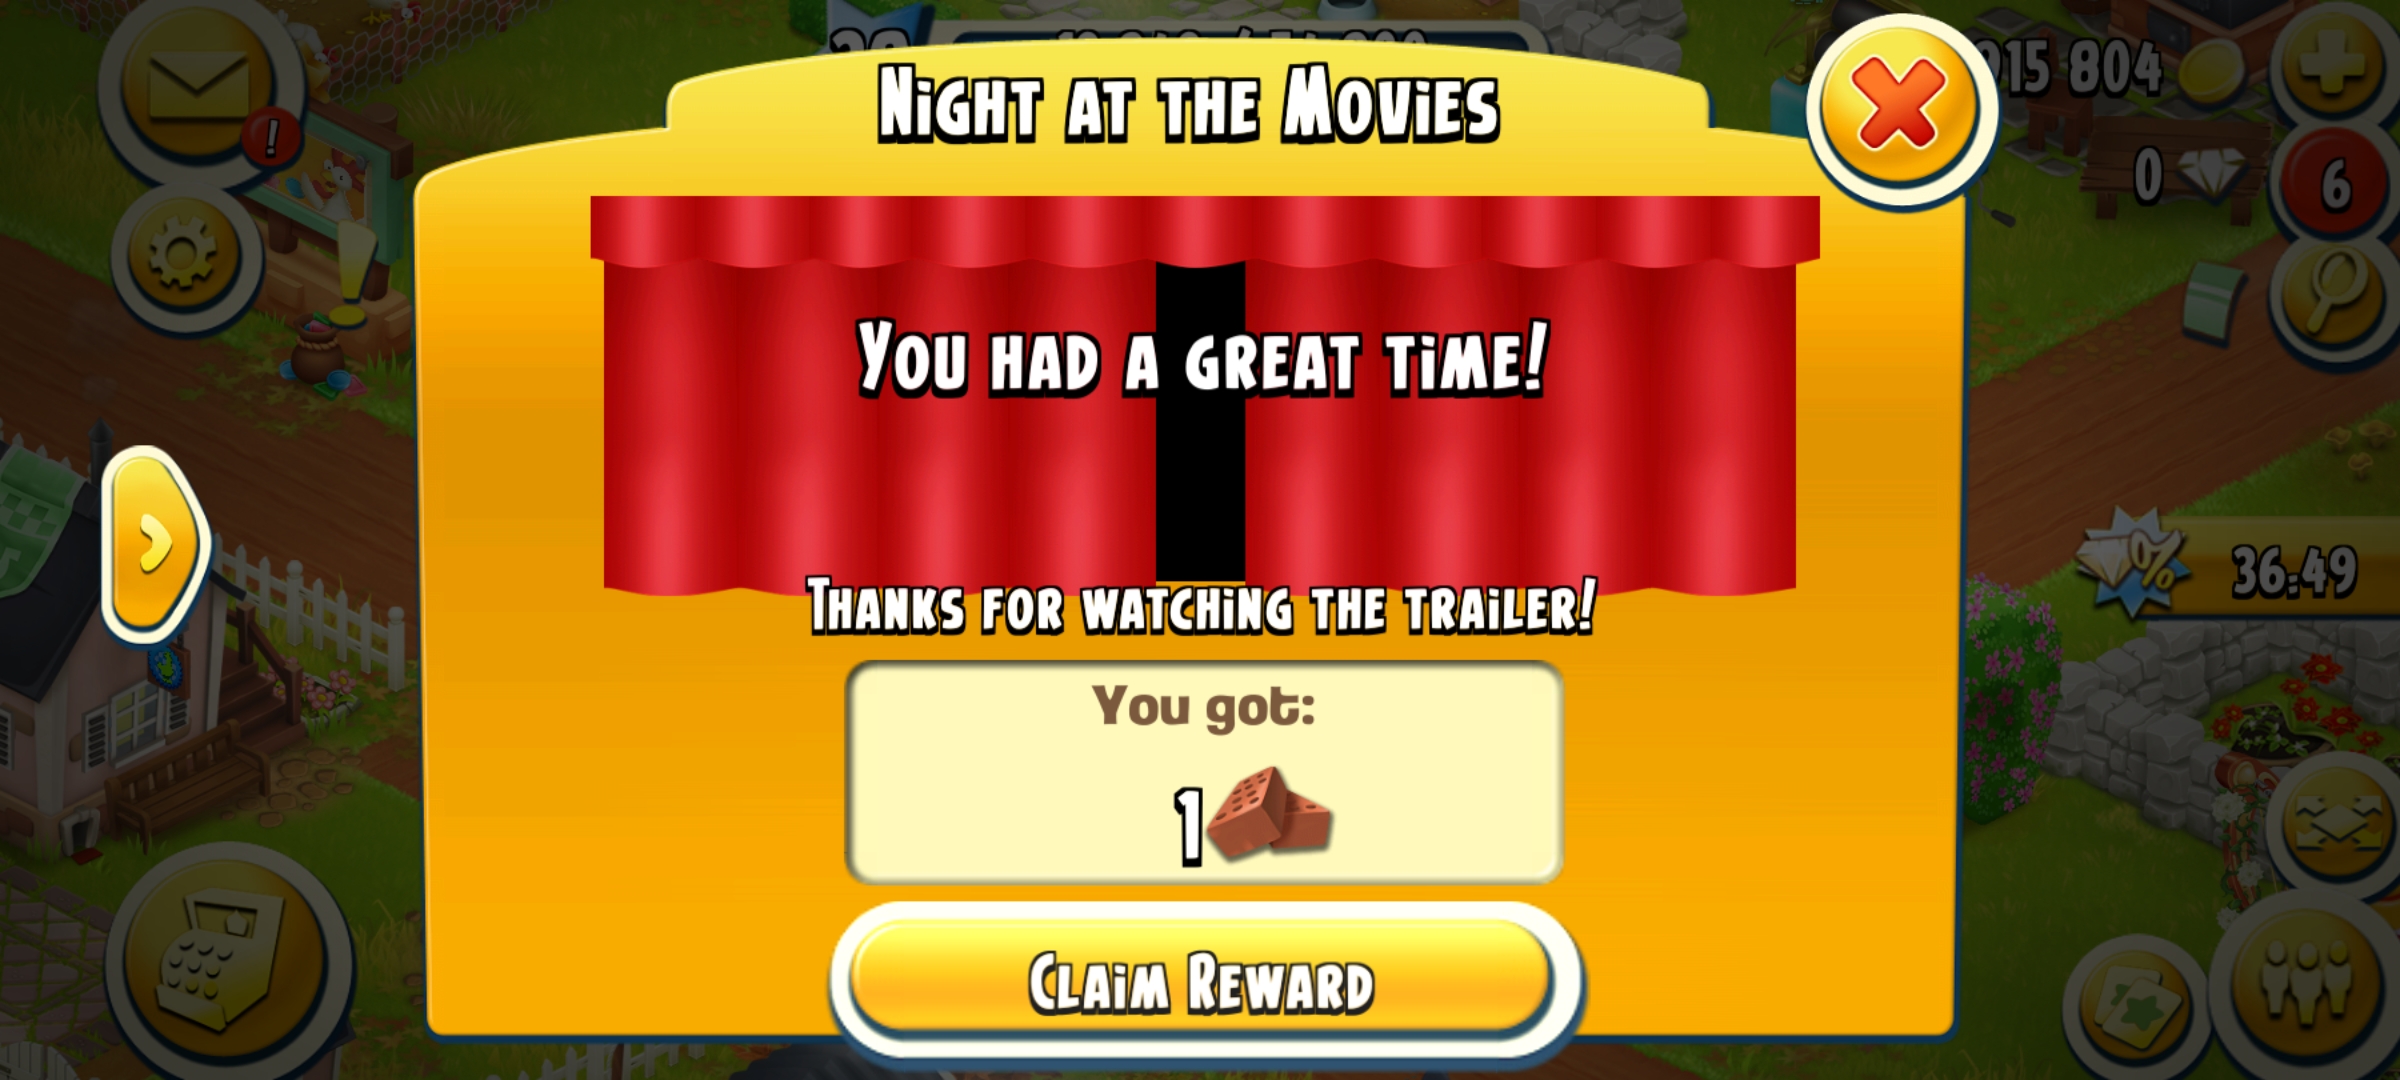 Night at the Movies
915 804
0
6
You had a great time!
36:49
Thanks for watching the trailer!
You got:
1
Claim Reward